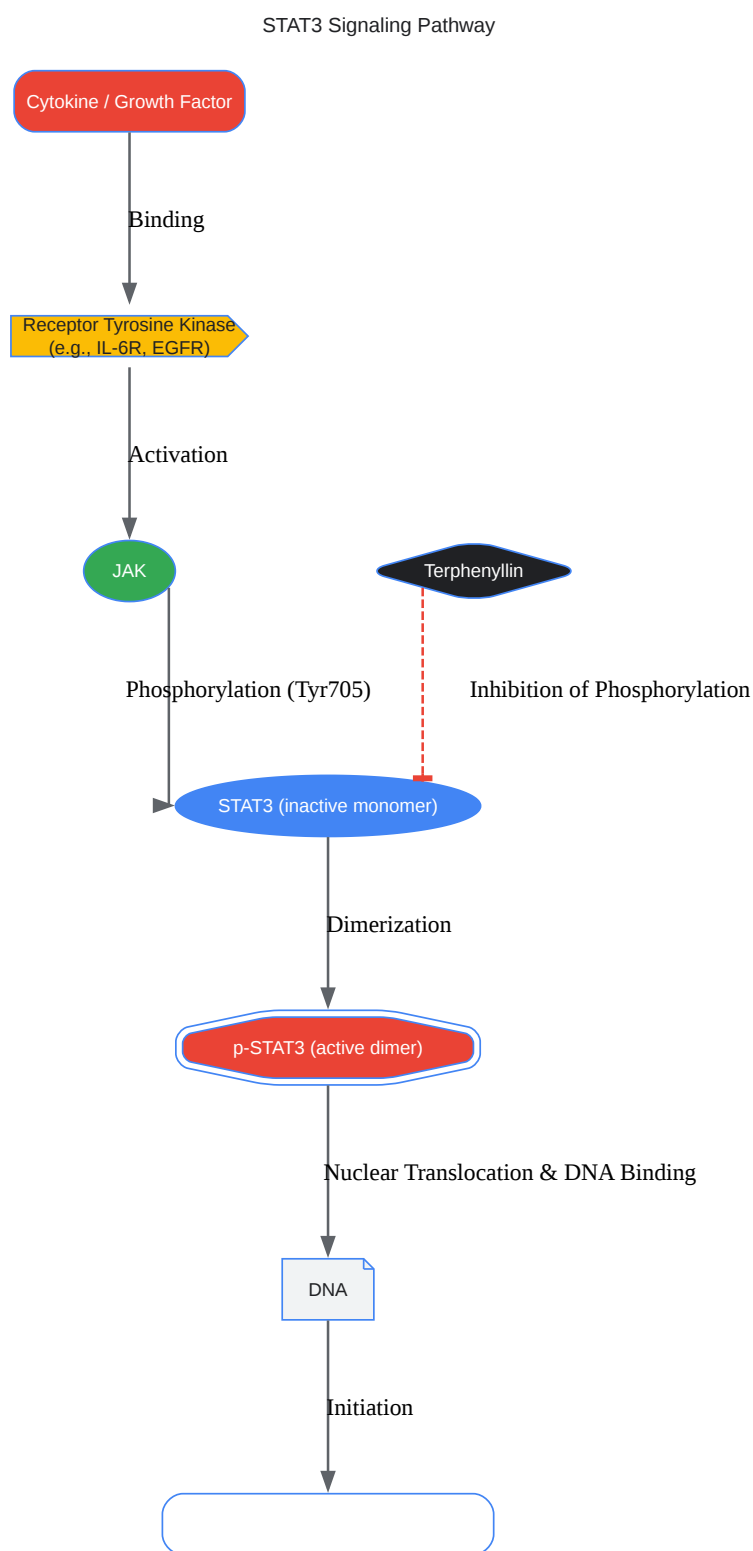 STAT3 Signaling Pathway
Cytokine / Growth Factor
Binding
Receptor Tyrosine Kinase
(e.g., IL-6R, EGFR)
Activation
JAK
Terphenyllin
Phosphorylation (Tyr705)
Inhibition of Phosphorylation
STAT3 (inactive monomer)
Dimerization
p-STAT3 (active dimer)
Nuclear Translocation & DNA Binding
DNA
Initiation